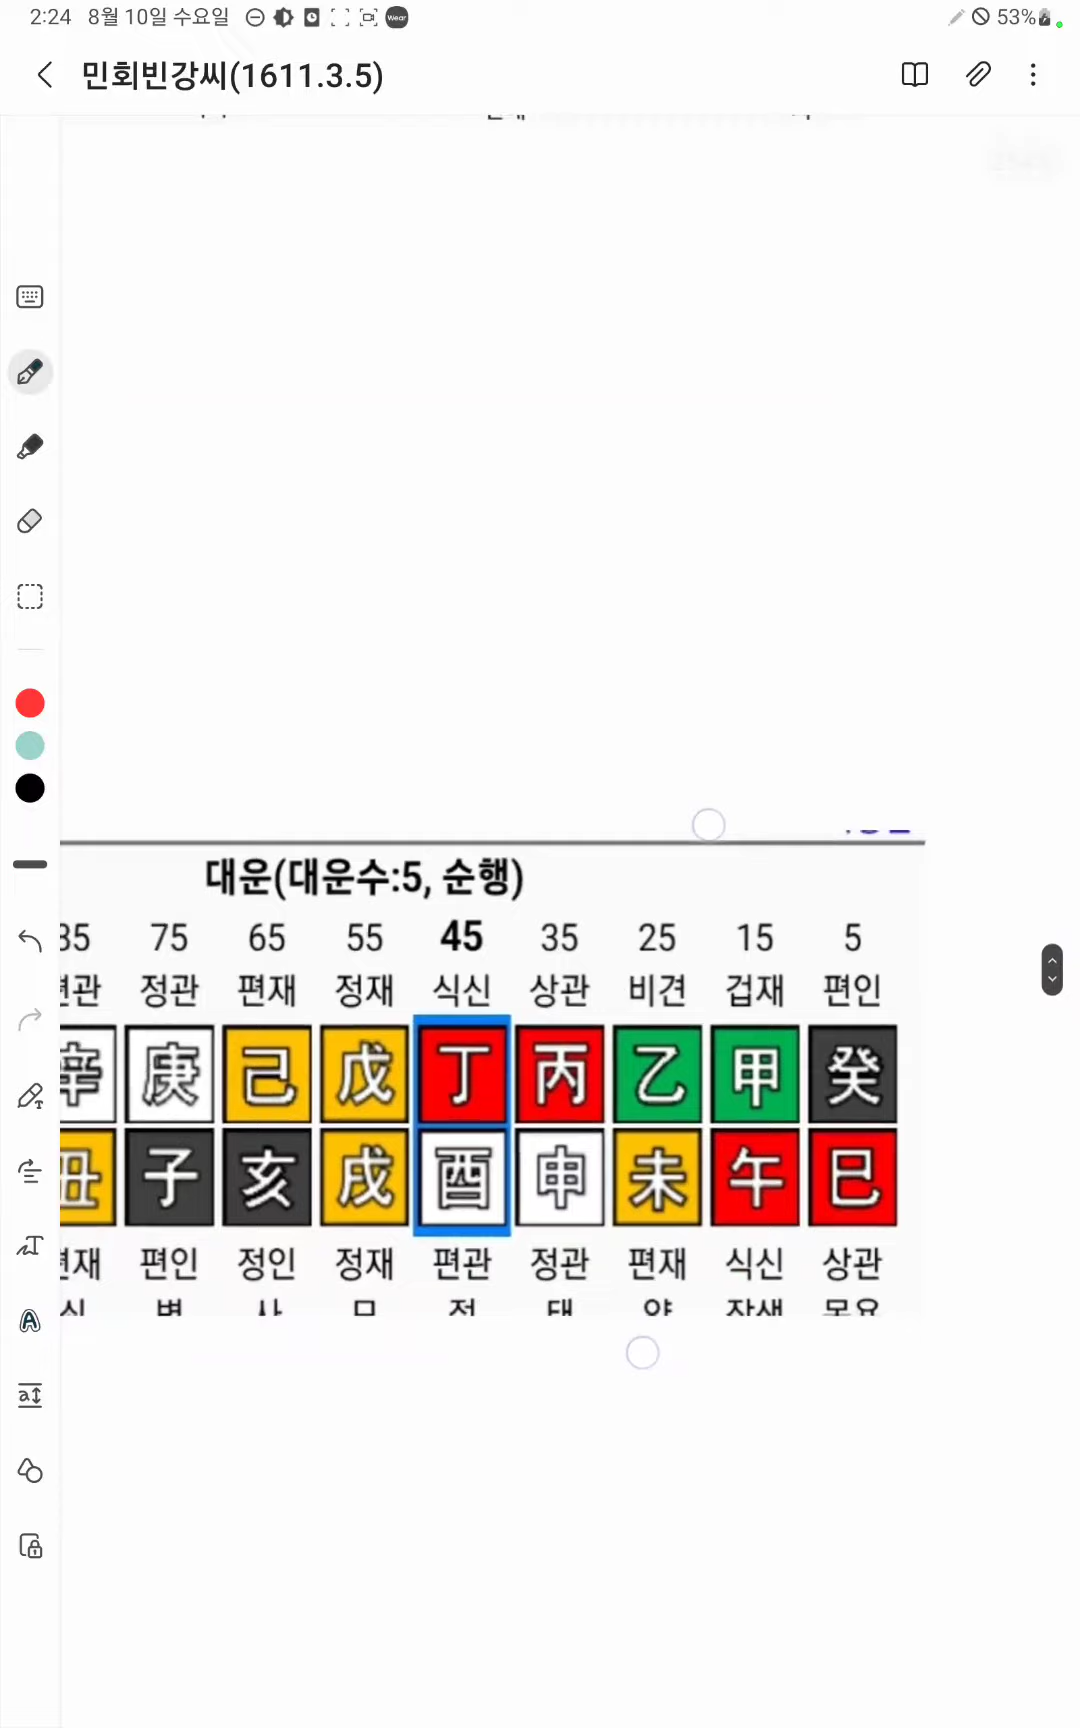 2:24 8월 10일 수요일 Wear 53%
민회빈강씨(1611.3.5)
대운(대운수:5, 순행)
75 65 55 45 35 25 15 5
정관 편재 정재 식신 상관 비견 겁재 편인
辛 庚 己 戊 丁 丙 乙 甲 癸
丑 子 亥 戌 酉 申 未 午 巳
편인 정인 정재 편관 정관 편재 식신 상관